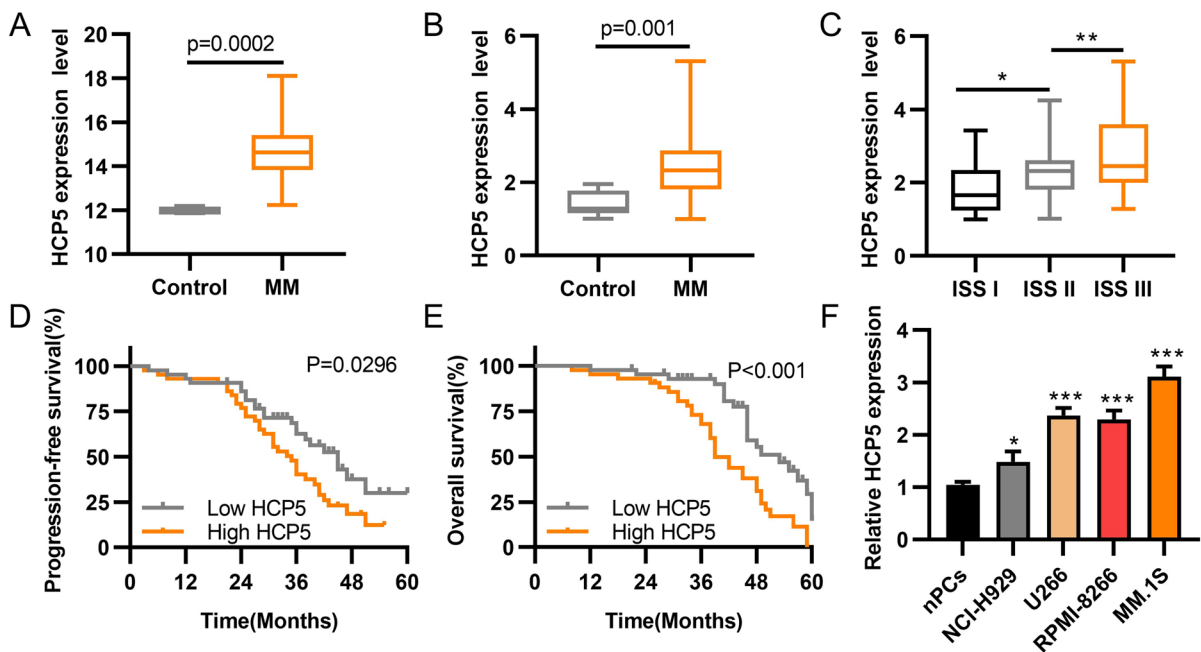 A
HCP5 expression level
20
18
16
14
12
10
p=0.0002
Control
MM
B
HCP5 expression level
6
4
2
0
p=0.001
Control
MM
C
HCP5 expression level
6
4
2
0
*
**
ISS I
ISS II
ISS III
D
Progression-free survival(%)
100
75
50
25
0
P=0.0296
Low HCP5
High HCP5
0
12
24
36
48
60
Time(Months)
E
Overall survival(%)
100
75
50
25
0
P<0.001
Low HCP5
High HCP5
0
12
24
36
48
60
Time(Months)
F
Relative HCP5 expression
4
3
2
1
0
*
***
***
***
nPCs
NCI-H929
U266
RPMI-8266
MM.1S